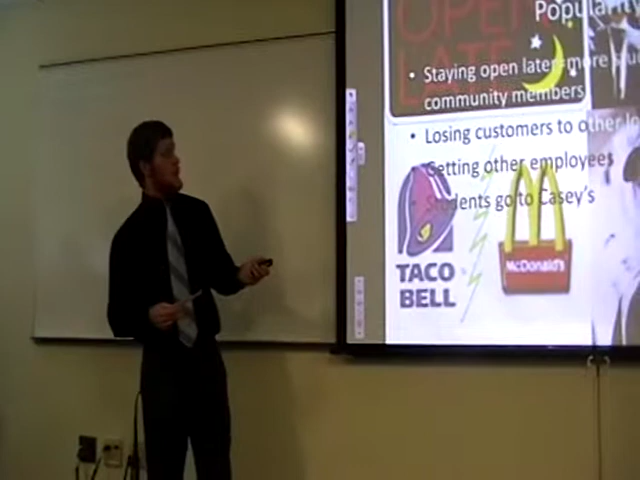 OPEN
LATE
Popularity
• Staying open later=more
community members
• Losing customers to other
• Getting other employees
• Students go to Casey's
TACO
BELL
McDonald's